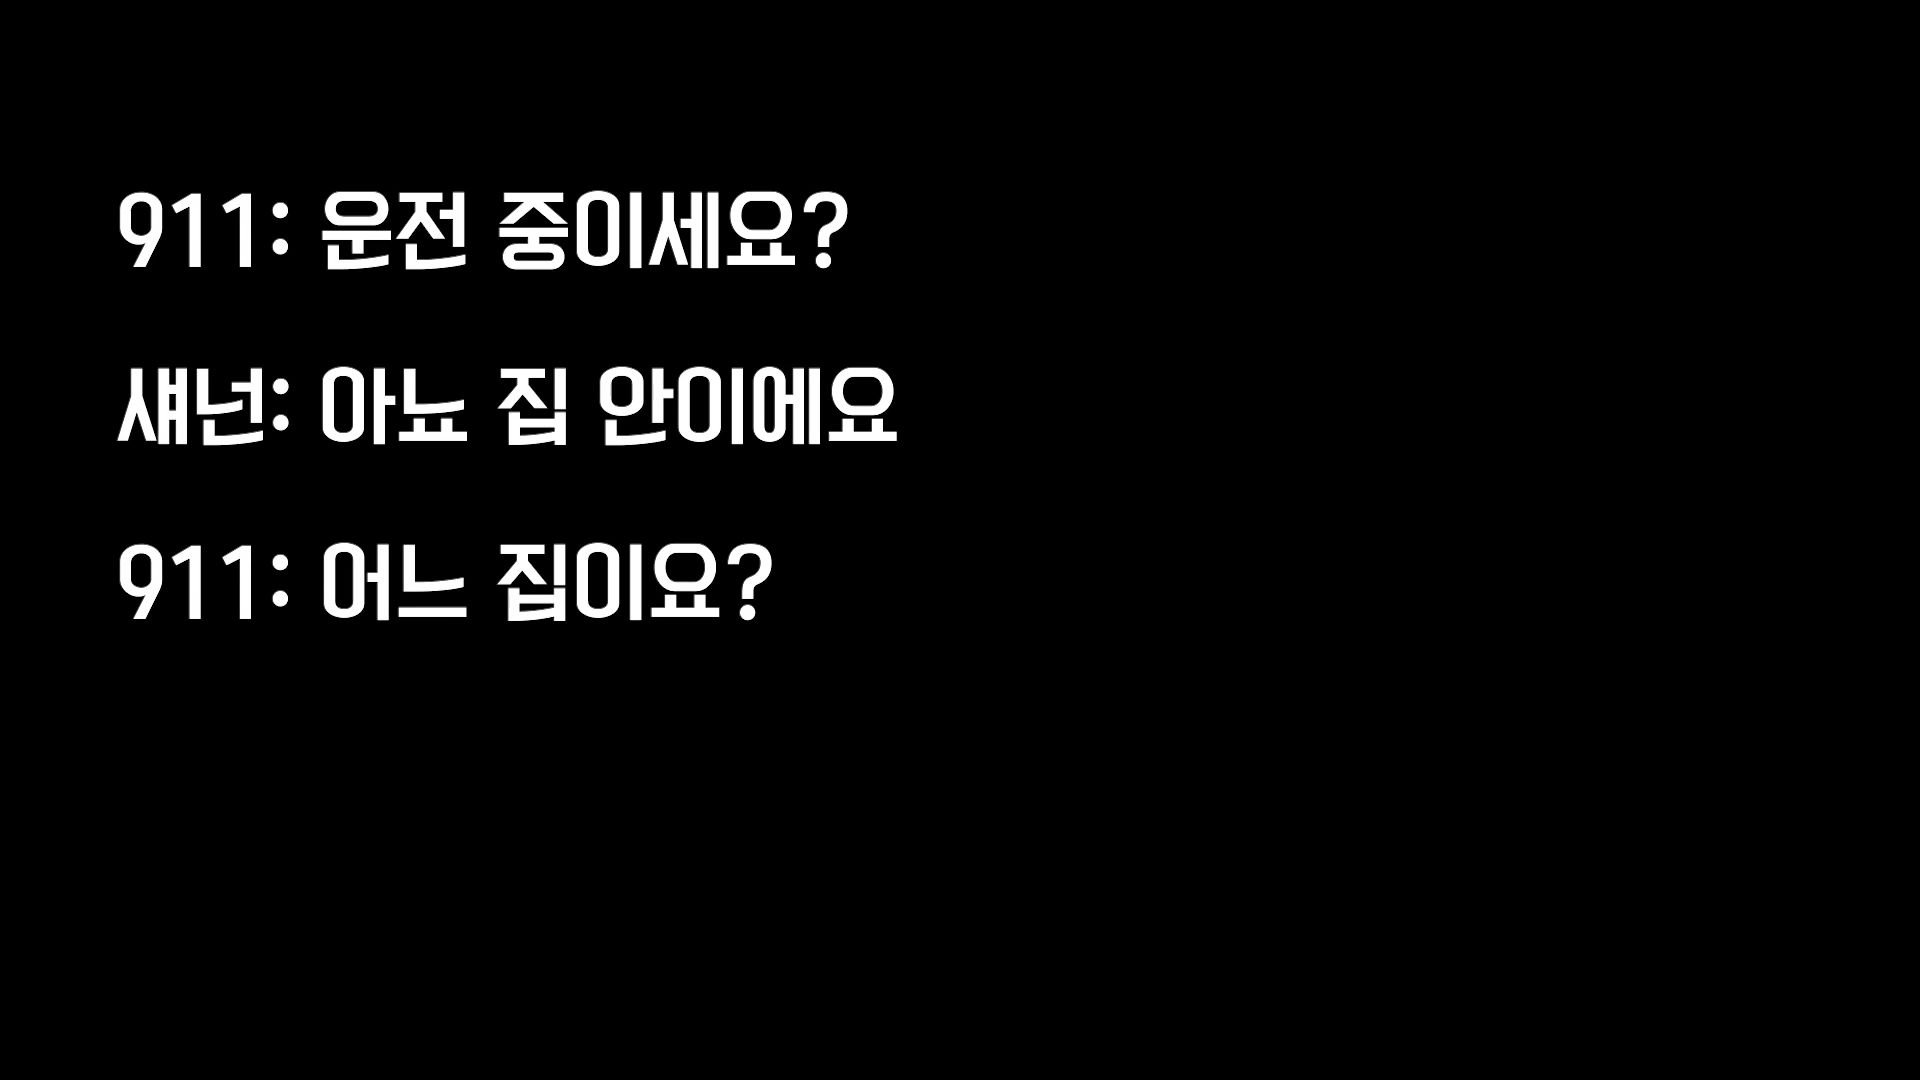 911: 운전 중이세요?
섀넌: 아뇨 집 안이에요
911: 어느 집이요?